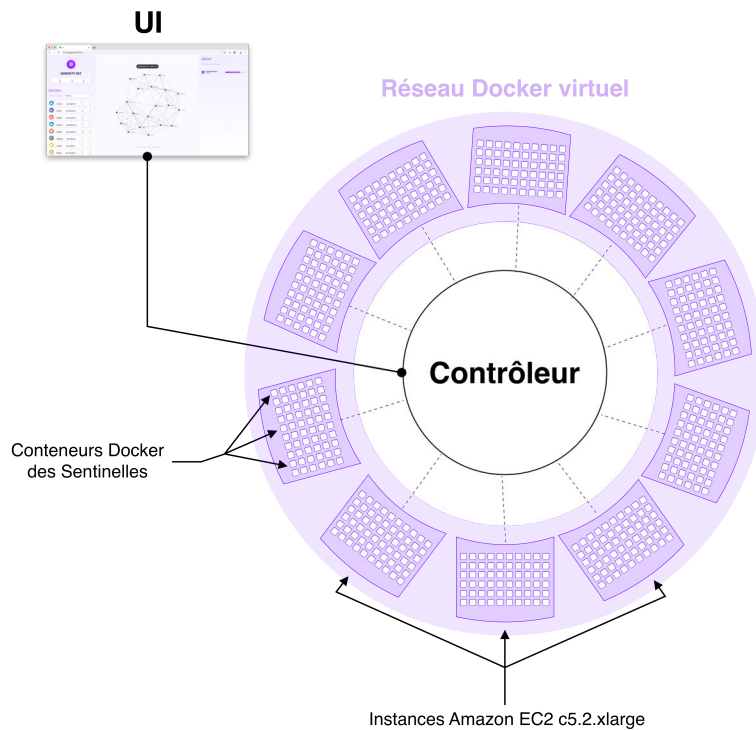 UI
Réseau Docker virtuel
Contrôleur
Conteneurs Docker
des Sentinelles
Instances Amazon EC2 c5.2.xlarge